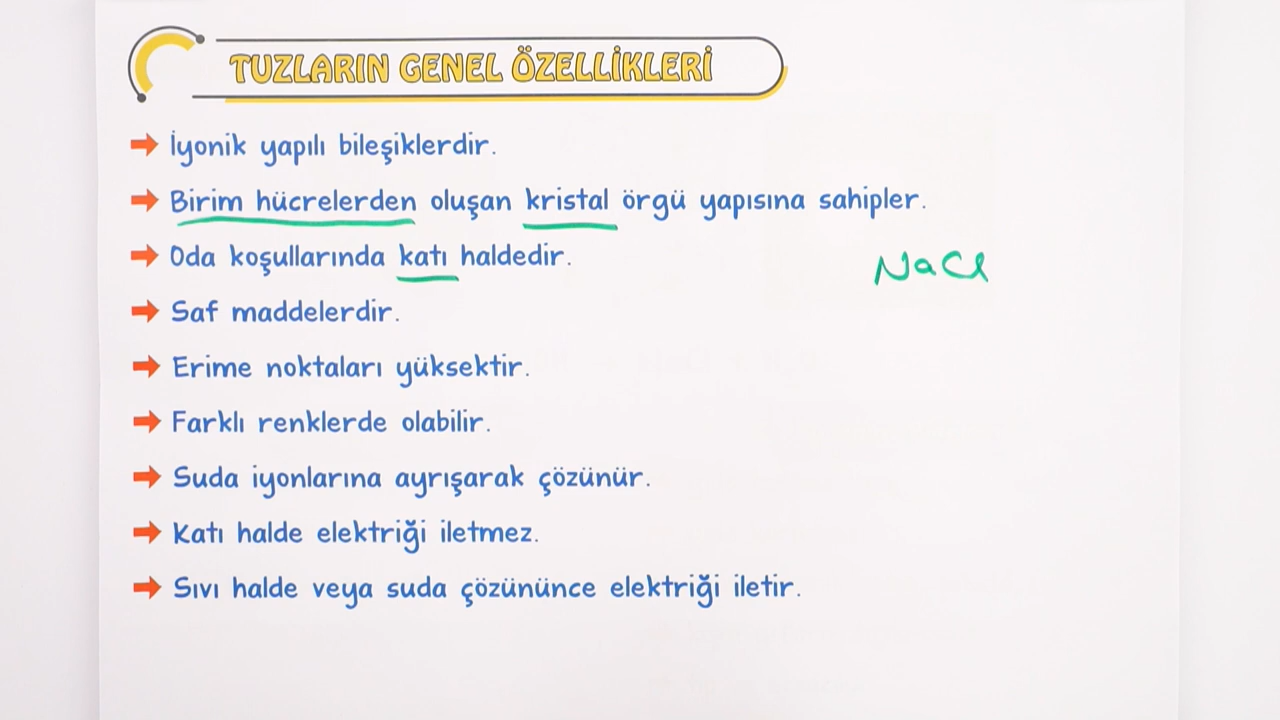 TUZLARIN GENEL ÖZELLİKLERİ
İyonik yapılı bileşiklerdir.
Birim hücrelerden oluşan kristal örgü yapısına sahipler.
Oda koşullarında katı haldedir.
NaCl
Saf maddelerdir.
Erime noktaları yüksektir.
Farklı renklerde olabilir.
Suda iyonlarına ayrışarak çözünür.
Katı halde elektriği iletmez.
Sıvı halde veya suda çözününce elektriği iletir.